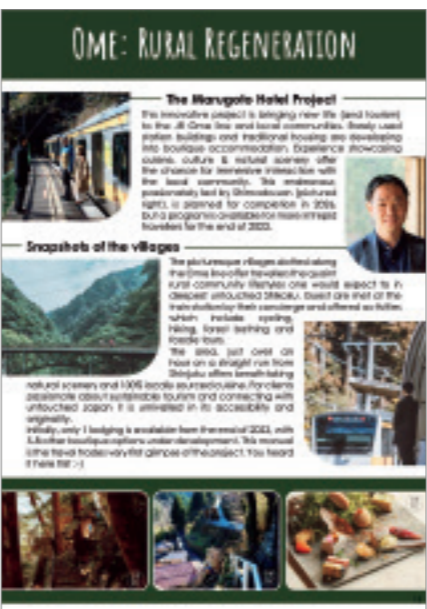 OME: RURAL REGENERATION
The Marugoto Hotel Project
This innovative project is bringing new life (and tourism)
to the JR Ome line and local communities. Rarely used
station buildings and traditional housing are developing
into boutique accommodation. Experience showcasing
cuisine, culture & natural scenery offer
the chance for immersive interaction with
the local community. This endeavour,
passionately led by (pictured
right), is planned for completion in
but a program is available for more intrepid
travellers for the end of
Snapshots of the villages
The picturesque villages dotted along
the Ome line offer travellers the quaint
rural community lifestyles one would expect to in
deepest untouched Shikoku. Guest are met at the
train station by their concierge and offered activities
which include cycling,
hiking, forest bathing and
foodie tours.
The area, just over an
hour on a straight run from
Shinjuku offers breath taking
natural scenery and 100% locally sourced cuisine. For clients
passionate about sustainable tourism and connecting with
untouched Japan it is unrivalled in its accessibility and
originality.
Initially, only 1 lodging is available from the end of with
other boutique options under development. This manual
is the travel trades very first glimpse of the project. You heard
it here first :-)